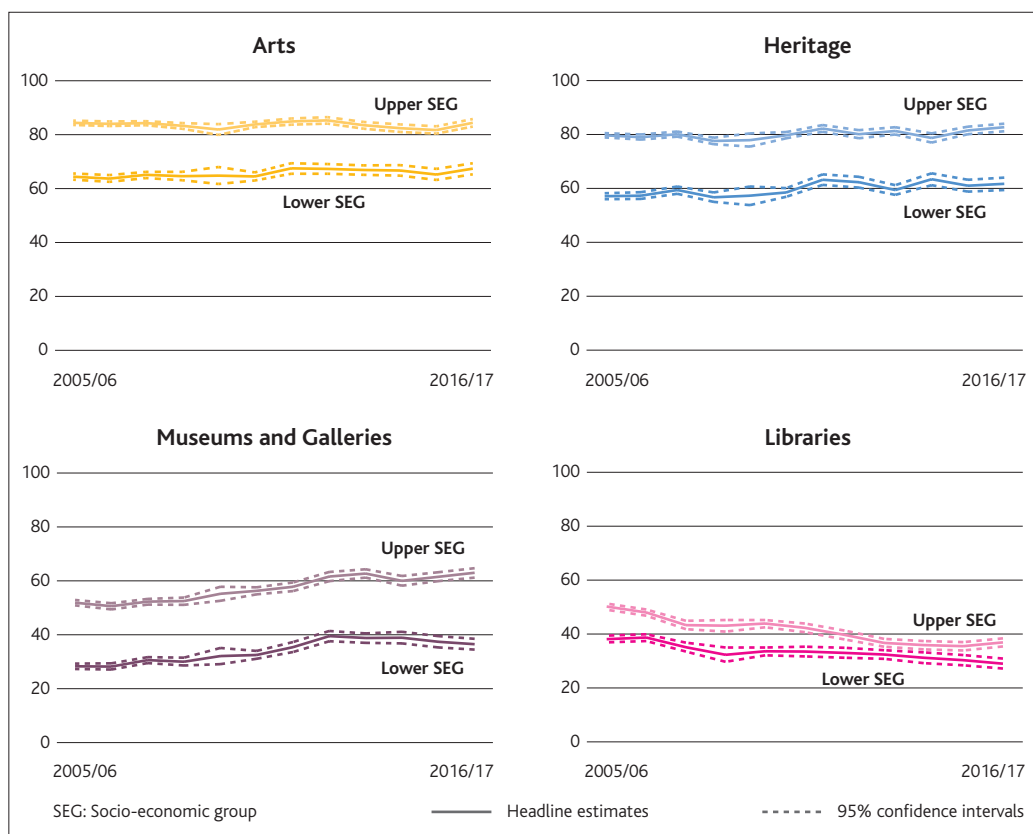 Arts
100
80
60
40
20
0
Upper SEG
Lower SEG
2005/06 2016/17
Heritage
100
80
60
40
20
0
Upper SEG
Lower SEG
2005/06 2016/17
Museums and Galleries
100
80
60
40
20
0
Upper SEG
Lower SEG
2005/06 2016/17
Libraries
100
80
60
40
20
0
Upper SEG
Lower SEG
2005/06 2016/17
SEG: Socio-economic group Headline estimates 95% confidence intervals